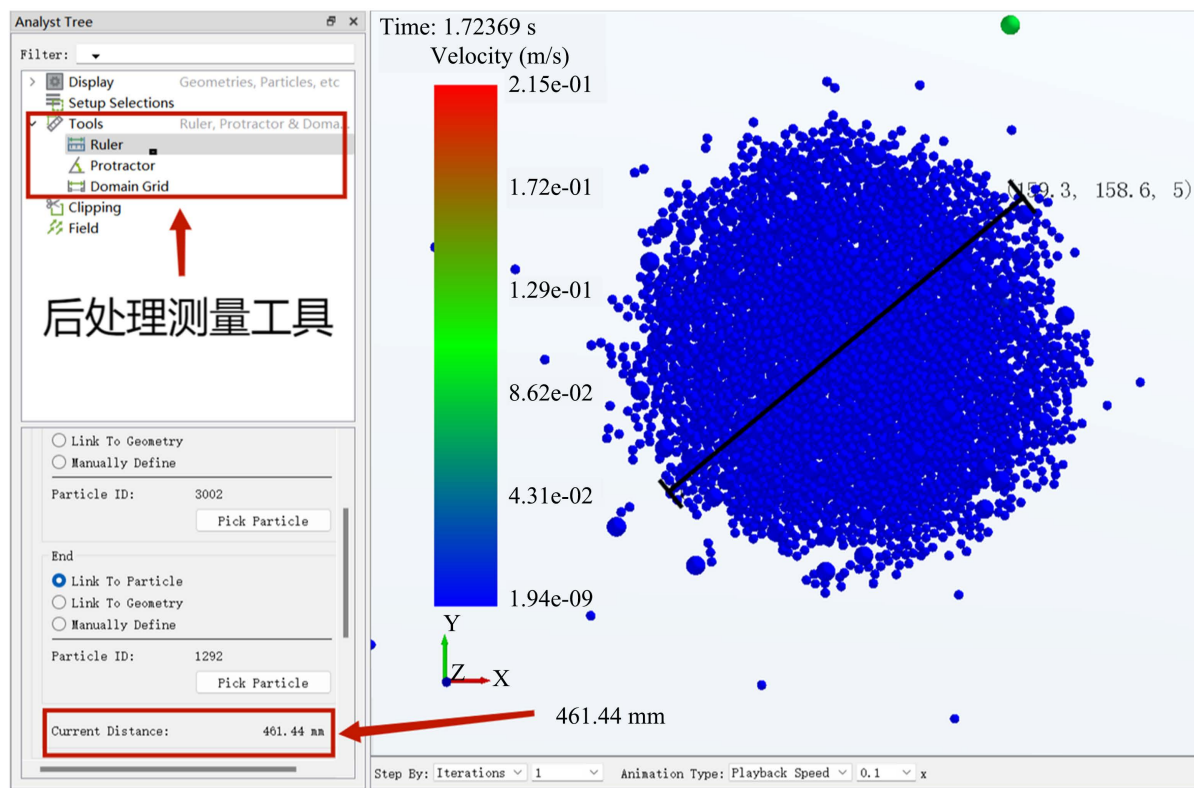 Analyst Tree
Filter:
Display Geometries, Particles, etc
Setup Selections
Tools Ruler, Protractor & Doma...
Ruler
Protractor
Domain Grid
Clipping
Field
后处理测量工具
Link To Geometry
Manually Define
Particle ID: 3002
Pick Particle
End
Link To Particle
Link To Geometry
Manually Define
Particle ID: 1292
Pick Particle
Current Distance: 461.44 mm
Time: 1.72369 s
Velocity (m/s)
2.15e-01
1.72e-01
1.29e-01
8.62e-02
4.31e-02
1.94e-09
(159.3, 158.6, 5)
Y
Z
X
461.44 mm
Step By: Iterations 1 Animation Type: Playback Speed 0.1 x